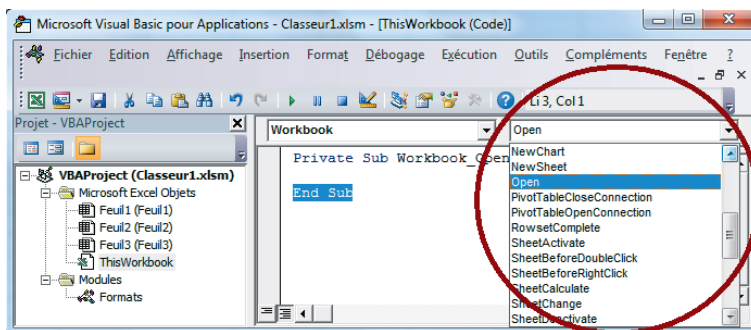 Microsoft Visual Basic pour Applications - Classeur1.xlsm - [ThisWorkbook (Code)]
Fichier Edition Affichage Insertion Format Débogage Exécution Outils Compléments Fenêtre ?
Li 3, Col 1
Projet - VBAProject
Workbook
Open
VBAProject (Classeur1.xlsm)
Microsoft Excel Objets
Feuil1 (Feuil1)
Feuil2 (Feuil2)
Feuil3 (Feuil3)
ThisWorkbook
Modules
Formats
Private Sub Workbook_Open
End Sub
NewChart
NewSheet
Open
PivotTableCloseConnection
PivotTableOpenConnection
RowsetComplete
SheetActivate
SheetBeforeDoubleClick
SheetBeforeRightClick
SheetCalculate
SheetChange
SheetDeactivate